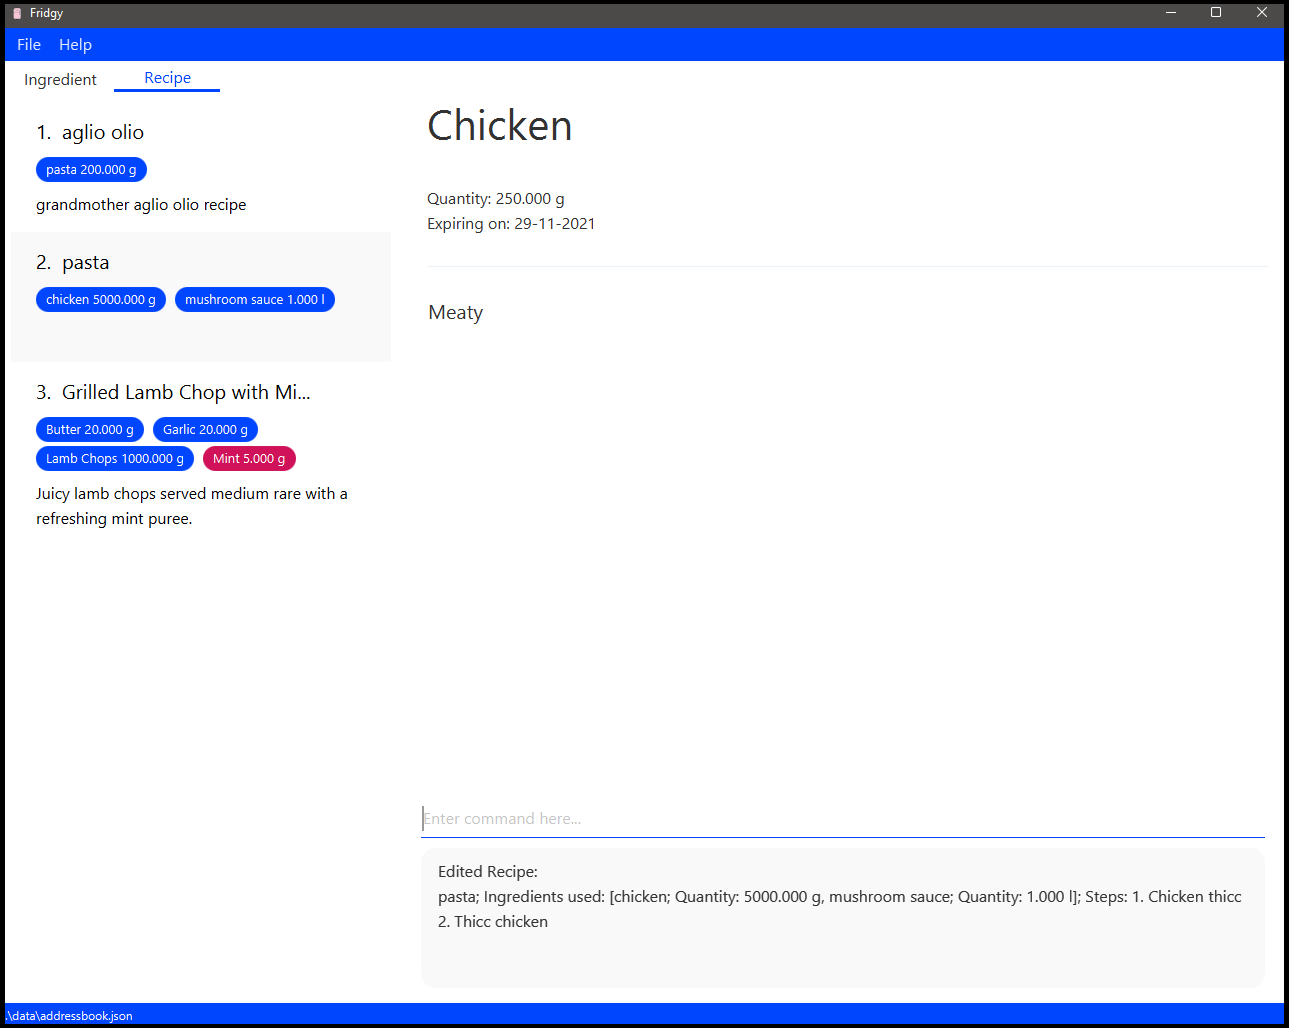 Fridgy
File Help
Ingredient Recipe
1. aglio olio
pasta 200.000 g
grandmother aglio olio recipe
2. pasta
chicken 5000.000 g mushroom sauce 1.000 l
3. Grilled Lamb Chop with Mi...
Butter 20.000 g Garlic 20.000 g
Lamb Chops 1000.000 g Mint 5.000 g
Juicy lamb chops served medium rare with a
refreshing mint puree.
Chicken
Quantity: 250.000 g
Expiring on: 29-11-2021
Meaty
Enter command here...
Edited Recipe:
pasta; Ingredients used: [chicken; Quantity: 5000.000 g, mushroom sauce; Quantity: 1.000 l]; Steps: 1. Chicken thicc
2. Thicc chicken
.\data\addressbook.json